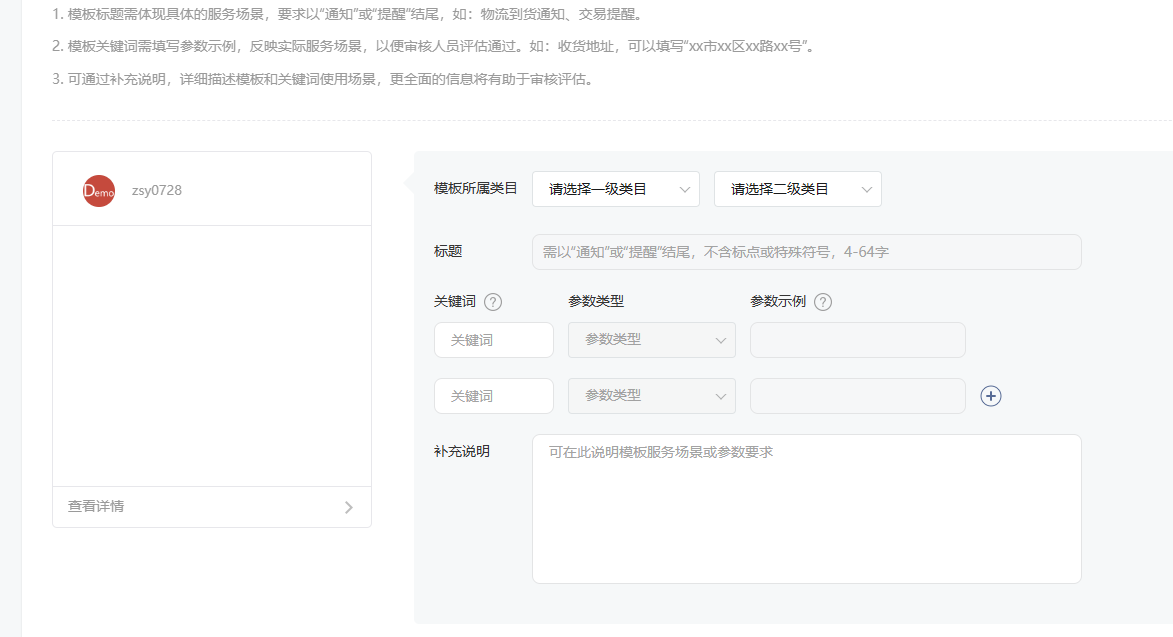 1. 模板标题需体现具体的服务场景，要求以“通知”或“提醒”结尾，如：物流到货通知、交易提醒。
2. 模板关键词需填写参数示例，反映实际服务场景，以便审核人员评估通过。如：收货地址，可以填写“xx市xx区xx路xx号”。
3. 可通过补充说明，详细描述模板和关键词使用场景，更全面的信息将有助于审核评估。
Demo zsy0728
查看详情
模板所属类目 请选择一级类目 请选择二级类目
标题 需以“通知”或“提醒”结尾，不含标点或特殊符号，4-64字
关键词 ? 参数类型 参数示例 ?
关键词 参数类型
关键词 参数类型
补充说明 可在此说明模板服务场景或参数要求